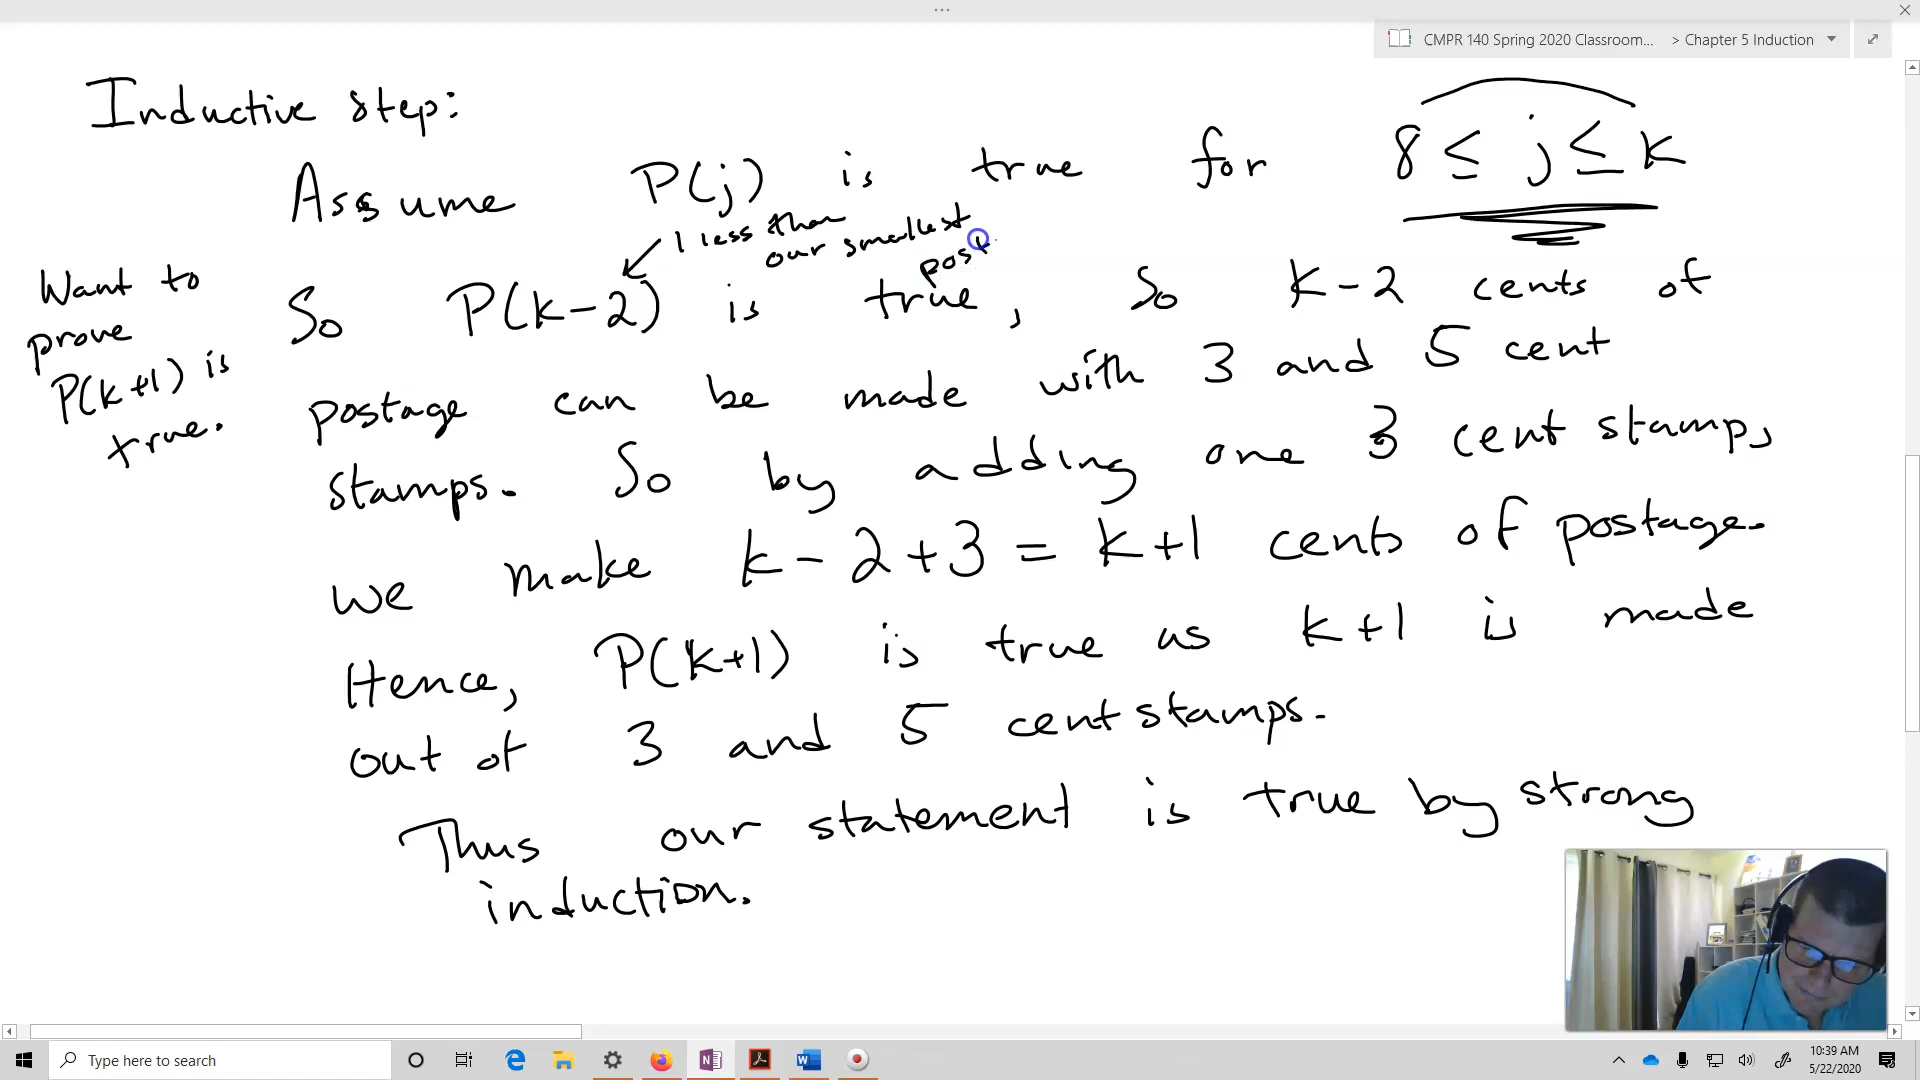 CMPR 140 Spring 2020 Classroom... > Chapter 5 Induction
Inductive step:
Assume P(j) is true for 8 ≤ j ≤ k
1 less than
our smallest
post
Want to
prove
P(k+1) is
true.
So P(k-2) is true, So k-2 cents of
postage can be made with 3 and 5 cent
stamps. So by adding one 3 cent stamp,
we make k-2+3 = k+1 cents of postage.
Hence, P(k+1) is true as k+1 is made
out of 3 and 5 cent stamps.
Thus our statement is true by strong
induction.
Type here to search
10:39 AM
5/22/2020